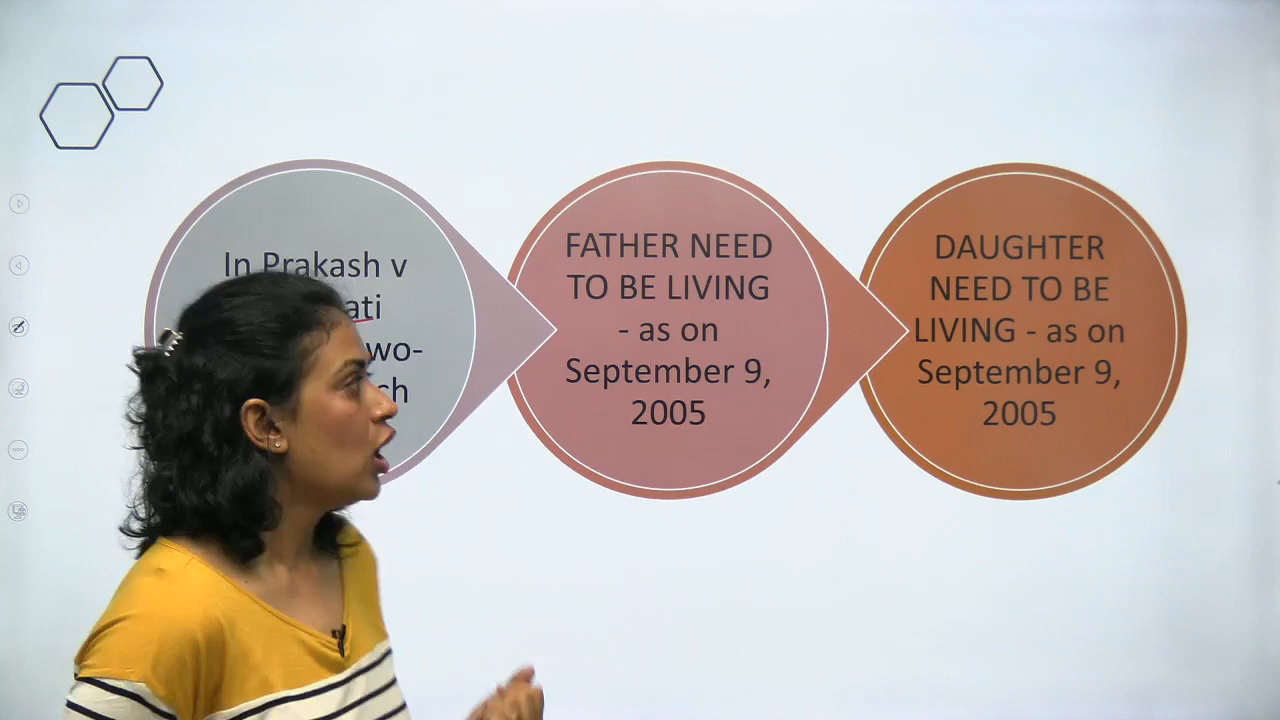 In Prakash v
FATHER NEED
TO BE LIVING
- as on
September 9,
2005
DAUGHTER
NEED TO BE
LIVING - as on
September 9,
2005